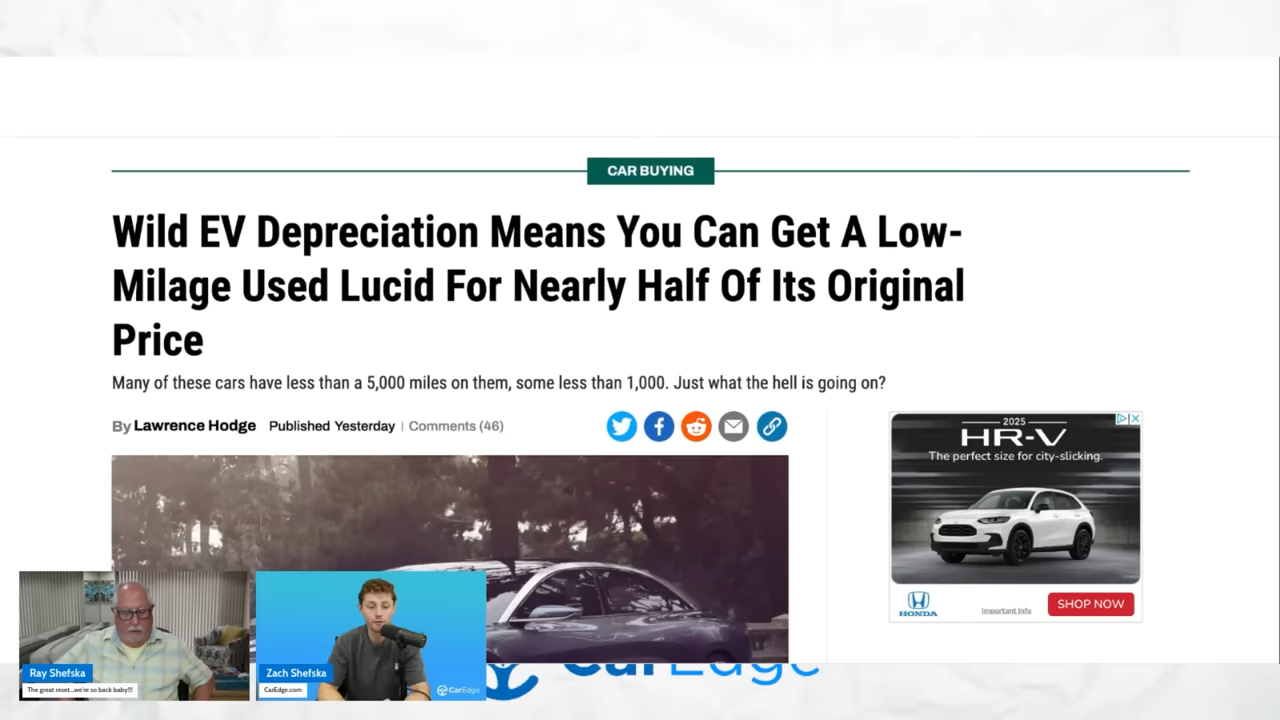 CAR BUYING
Wild EV Depreciation Means You Can Get A Low-
Milage Used Lucid For Nearly Half Of Its Original
Price
Many of these cars have less than a 5,000 miles on them, some less than 1,000. Just what the hell is going on?
By Lawrence Hodge Published Yesterday | Comments (46)
2025
HR-V
The perfect size for city-slicking.
HONDA
Important Info
SHOP NOW
Ray Shefska
The great reset...we're so back baby!!!
Zach Shefska
CarEdge.com
CarEdge
CarEdge